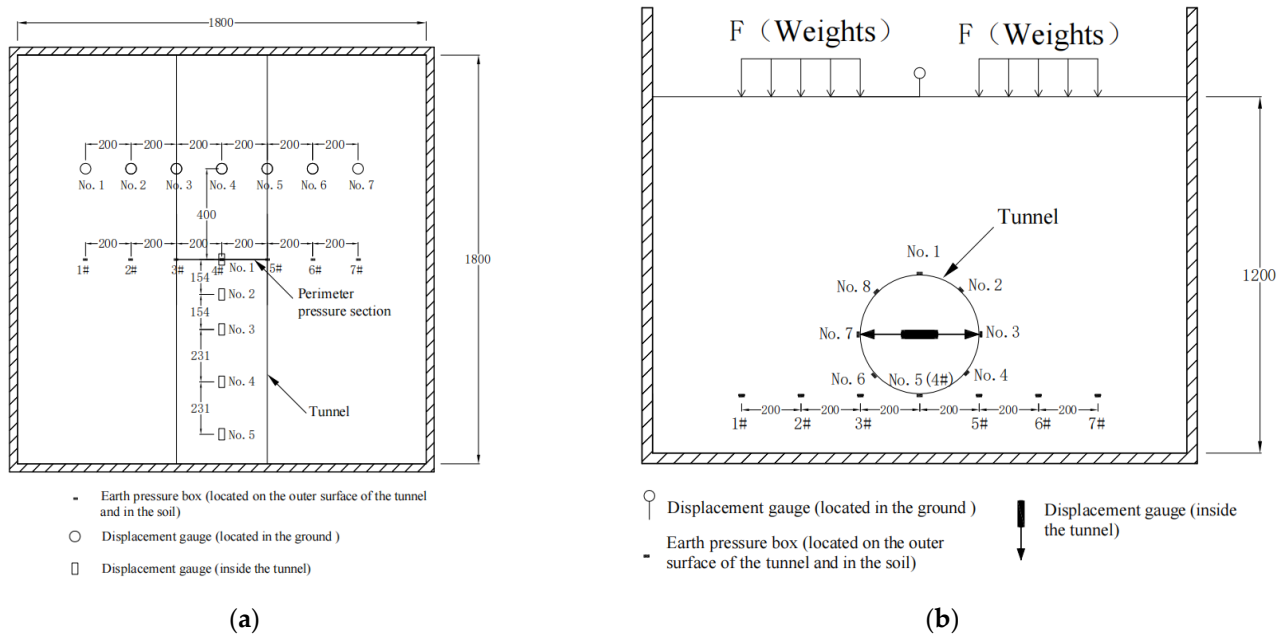 1800
200 200 200 200 200 200
No. 1 No. 2 No. 3 No. 4 No. 5 No. 6 No. 7
400
200 200 200 200 200 200
1# 2# 3# 4# 5# 6# 7#
No. 1
154
No. 2
Perimeter
pressure section
154
No. 3
231
No. 4
231
Tunnel
No. 5
1800
Earth pressure box (located on the outer surface of the tunnel
and in the soil)
Displacement gauge (located in the ground )
Displacement gauge (inside the tunnel)
(a)
F（Weights） F（Weights）
Tunnel
No. 1
No. 8 No. 2
No. 7 No. 3
No. 6 No. 5(4#) No. 4
200 200 200 200 200 200
1# 2# 3# 5# 6# 7#
1200
Displacement gauge (located in the ground )
Earth pressure box (located on the outer
surface of the tunnel and in the soil)
Displacement gauge (inside
the tunnel)
(b)